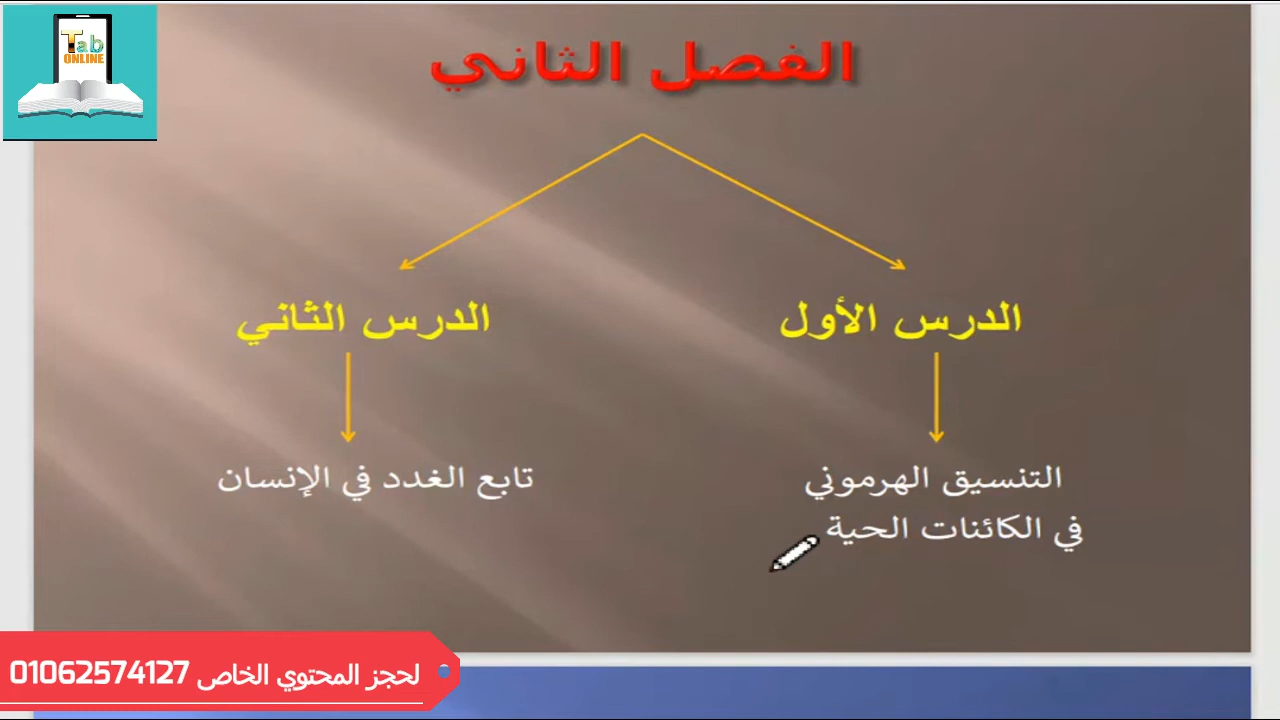 Tab
ONLINE
الفصل الثاني
الدرس الأول
الدرس الثاني
التنسيق الهرموني
في الكائنات الحية
تابع الغدد في الإنسان
لحجز المحتوي الخاص 01062574127